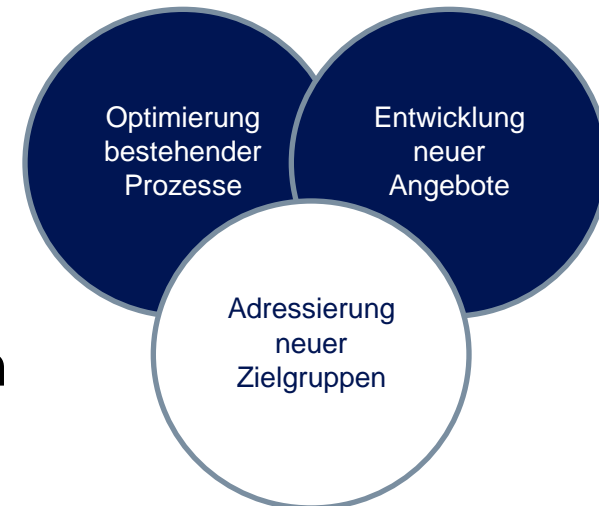 Optimierung
bestehender
Prozesse
Entwicklung
neuer
Angebote
Adressierung
neuer
Zielgruppen